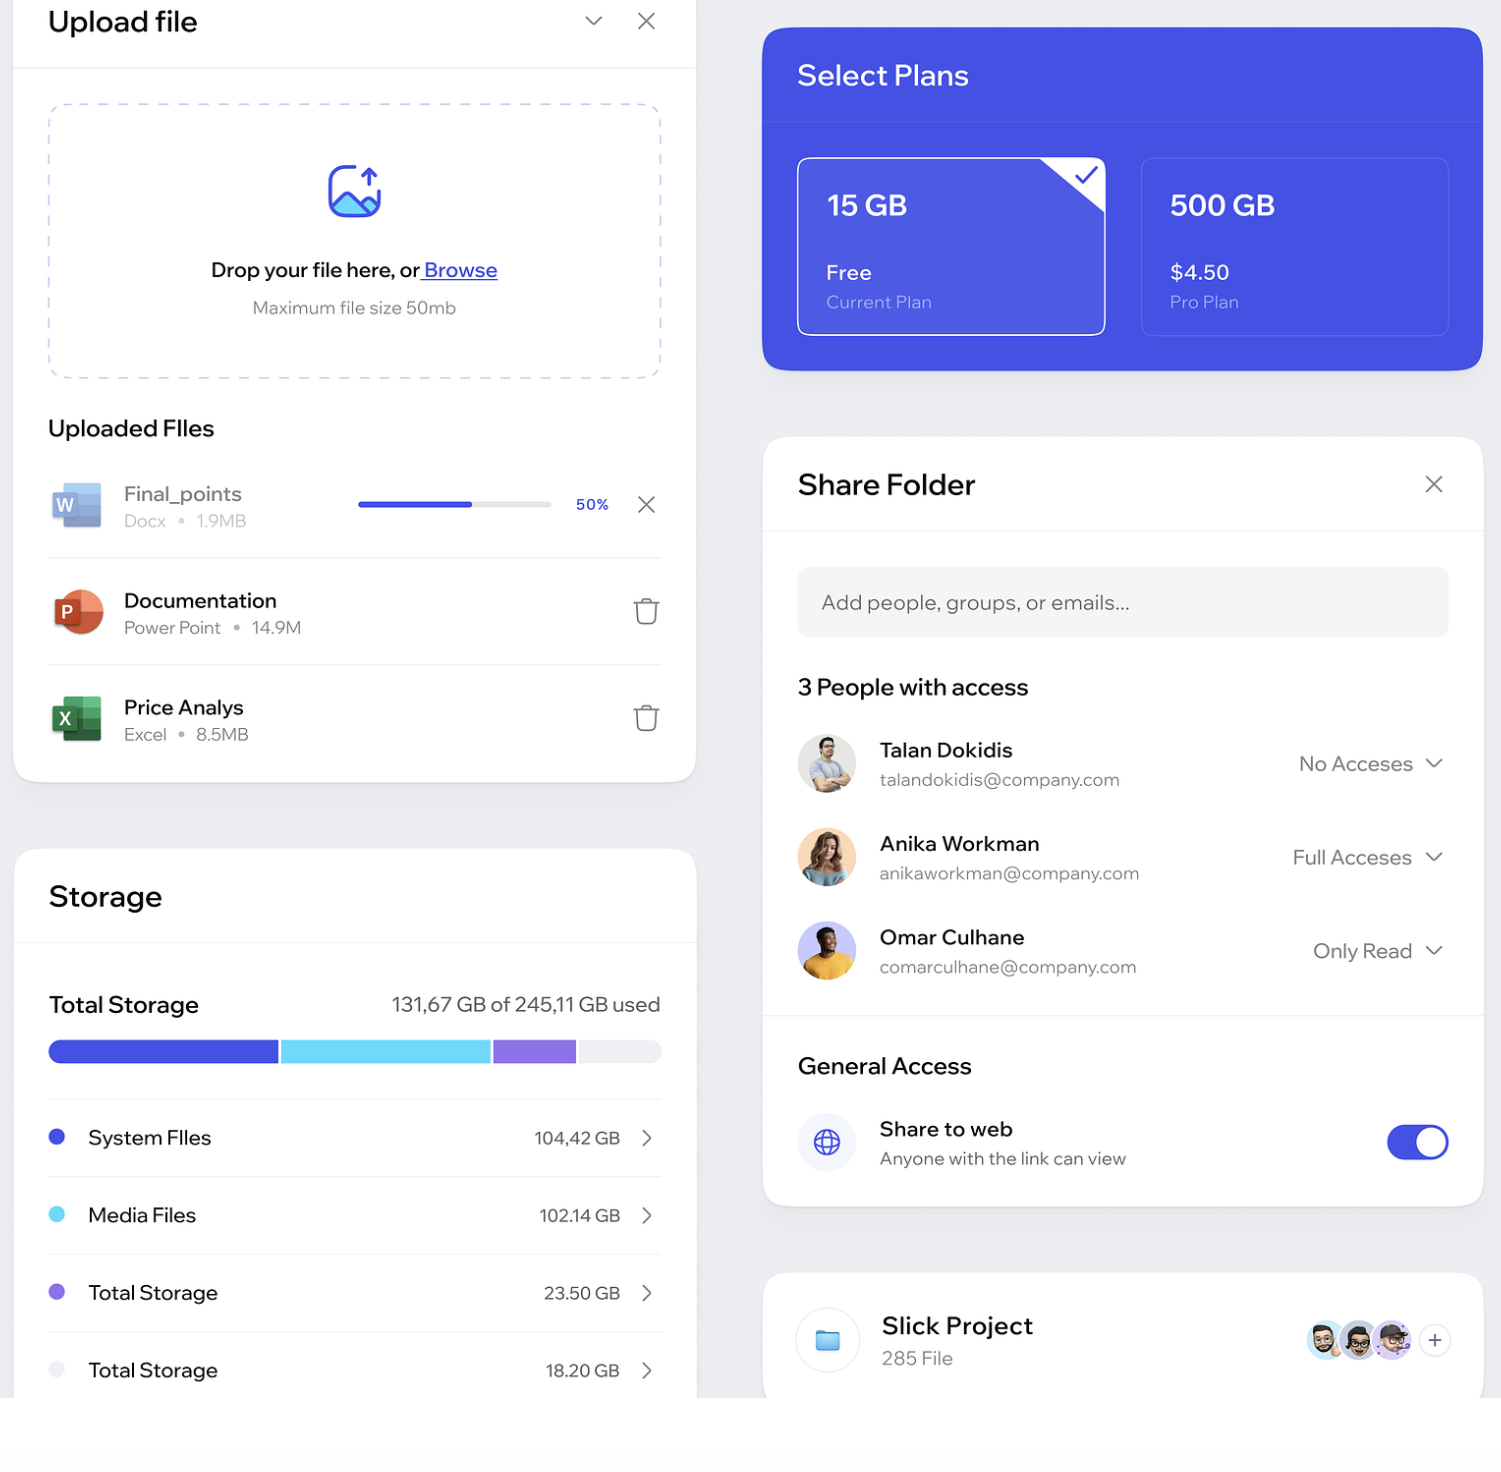 Upload file
Drop your file here, or Browse
Maximum file size 50mb
Uploaded FIles
W
Final_points
Docx • 1.9MB
50%
P
Documentation
Power Point • 14.9M
X
Price Analys
Excel • 8.5MB
Storage
Total Storage
131,67 GB of 245,11 GB used
System FIles
104,42 GB
Media Files
102.14 GB
Total Storage
23.50 GB
Total Storage
18.20 GB
Select Plans
15 GB
Free
Current Plan
500 GB
$4.50
Pro Plan
Share Folder
Add people, groups, or emails...
3 People with access
Talan Dokidis
talandokidis@company.com
No Acceses
Anika Workman
anikaworkman@company.com
Full Acceses
Omar Culhane
comarculhane@company.com
Only Read
General Access
Share to web
Anyone with the link can view
Slick Project
285 File